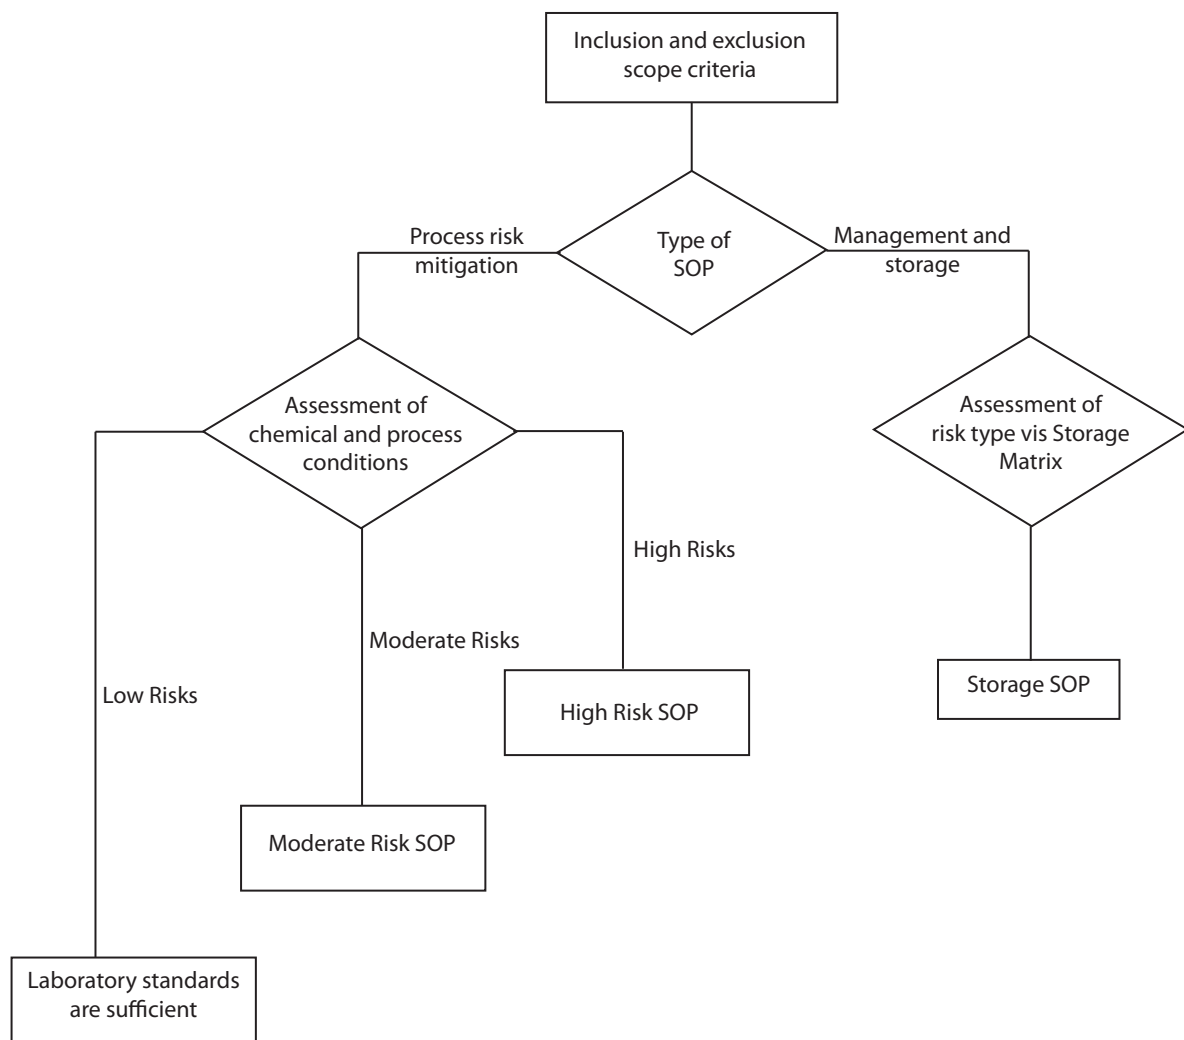 Inclusion and exclusion
scope criteria
Process risk
mitigation
Type of
SOP
Management and
storage
Assessment of
chemical and process
conditions
Assessment of
risk type vis Storage
Matrix
High Risks
Moderate Risks
Low Risks
Storage SOP
High Risk SOP
Moderate Risk SOP
Laboratory standards
are sufficient